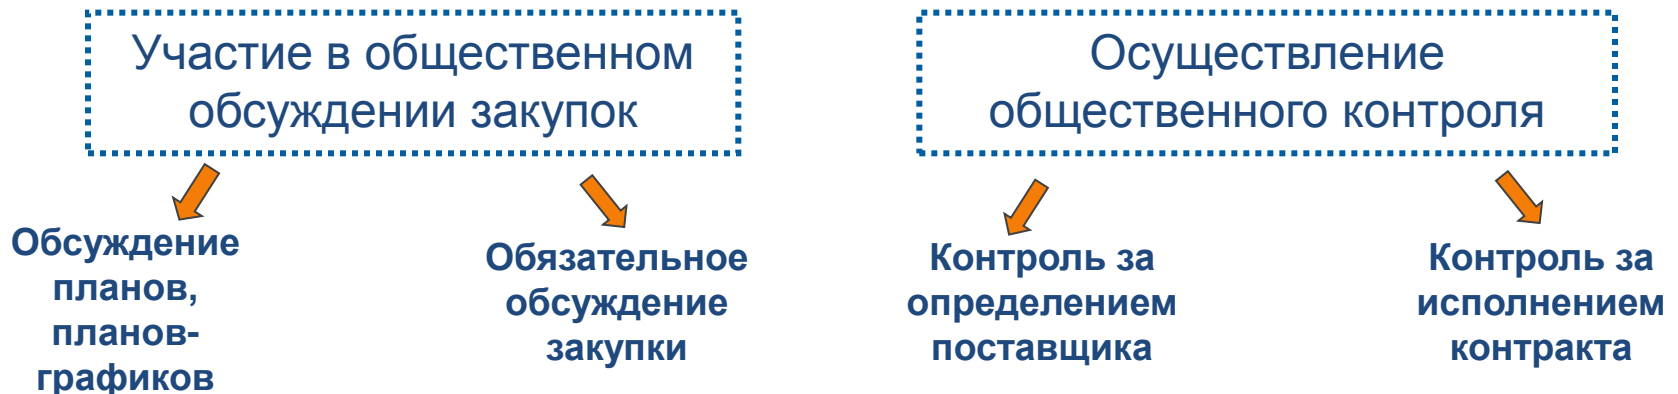 Участие в общественном
обсуждении закупок
Осуществление
общественного контроля
Обсуждение
планов,
планов-
графиков
Обязательное
обсуждение
закупки
Контроль за
определением
поставщика
Контроль за
исполнением
контракта